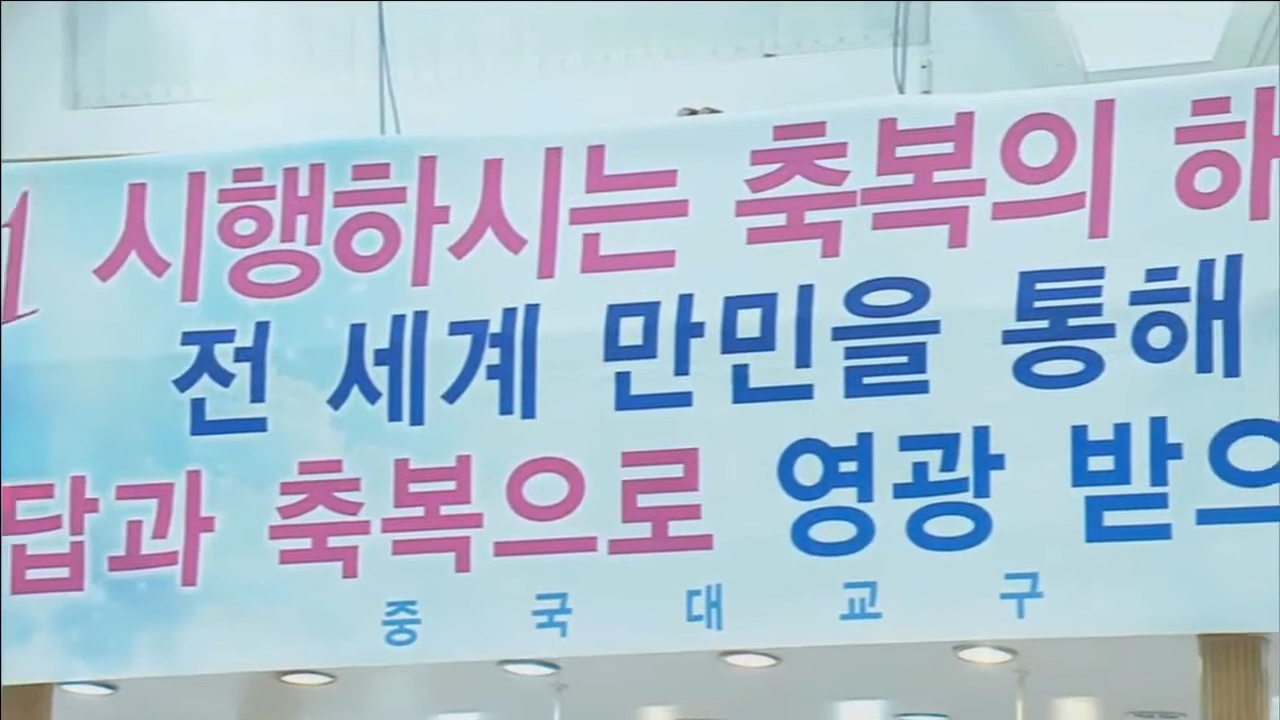 1 시행하시는 축복의 하
전 세계 만민을 통해
답과 축복으로 영광 받으
중국대교구